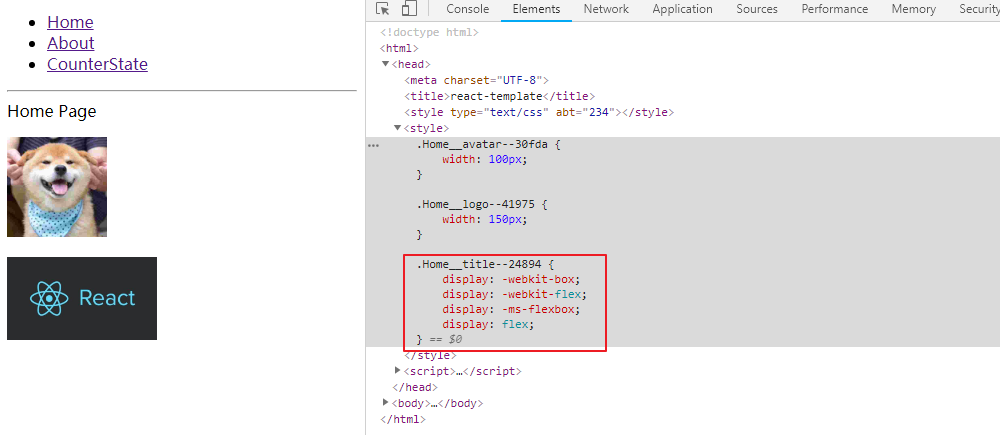 Home
About
CounterState
Home Page
React
Console Elements Network Application Sources Performance Memory Security
<!doctype html>
<html>
<head>
<meta charset="UTF-8">
<title>react-template</title>
<style type="text/css" abt="234"></style>
<style>
.Home__avatar--30fda {
width: 100px;
}
.Home__logo--41975 {
width: 150px;
}
.Home__title--24894 {
display: -webkit-box;
display: -webkit-flex;
display: -ms-flexbox;
display: flex;
} == $0
</style>
<script>…</script>
</head>
<body>…</body>
</html>